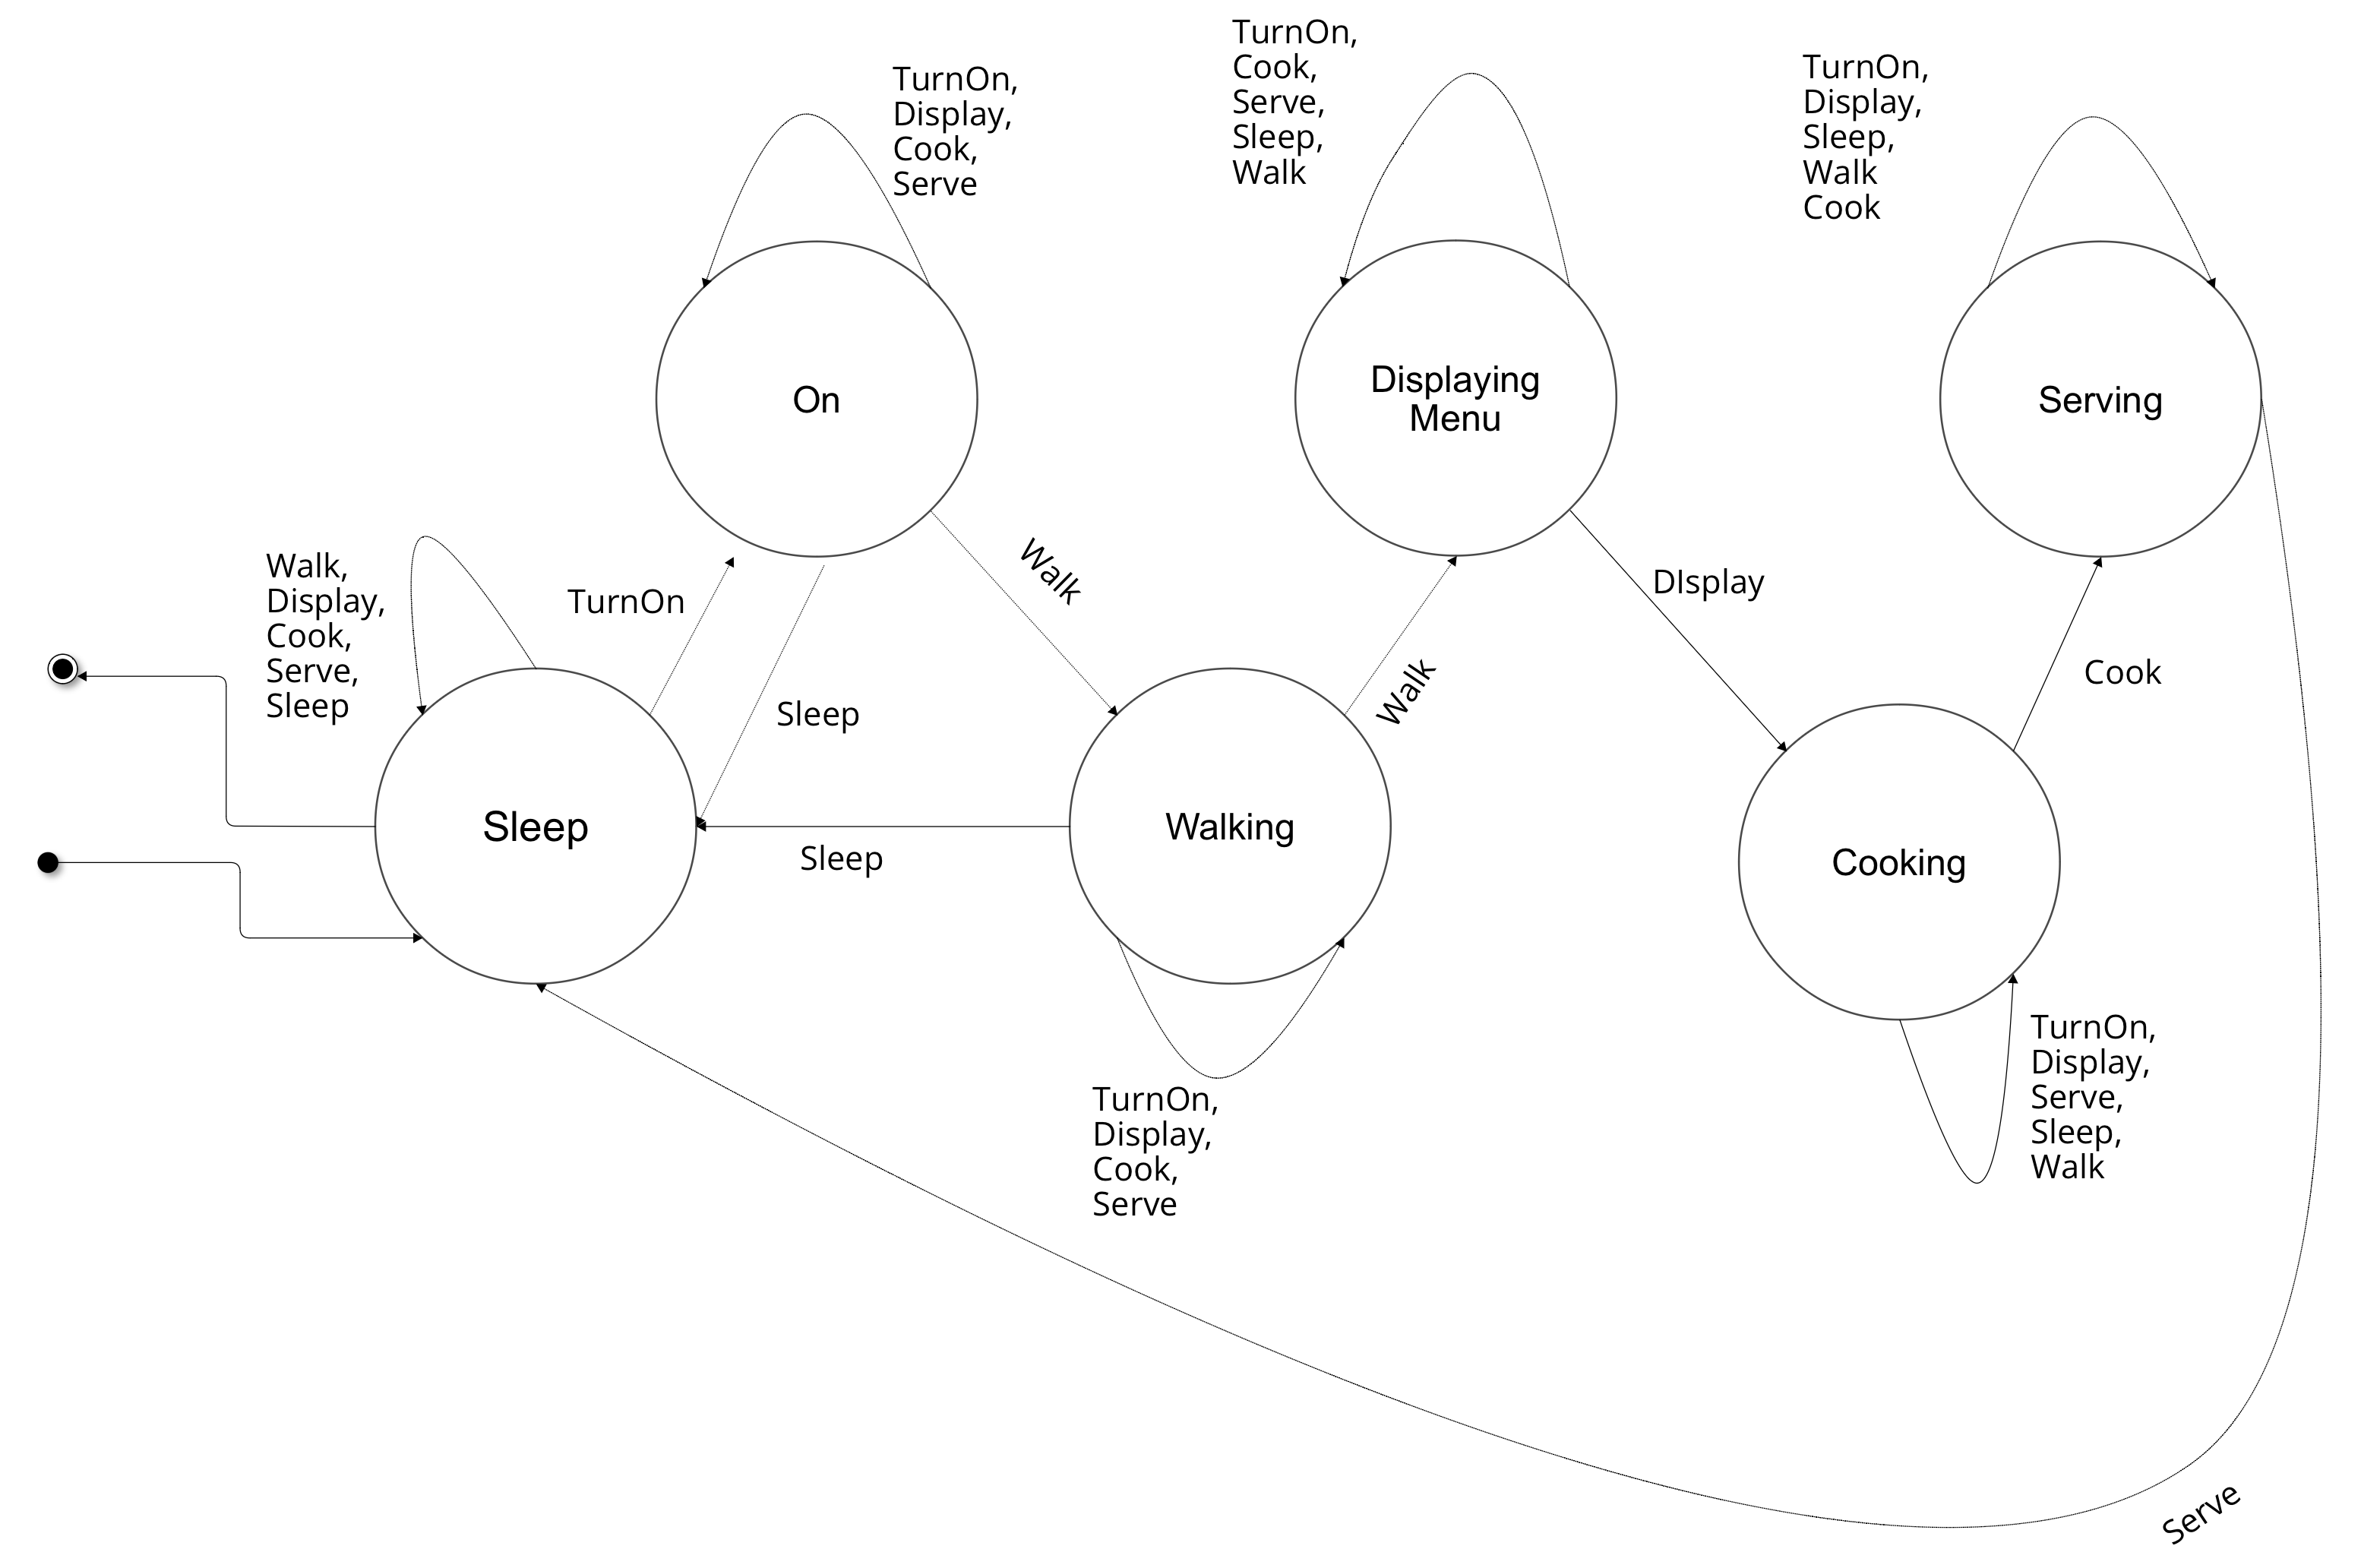 TurnOn,
Cook,
Serve,
Sleep,
Walk
TurnOn,
Display,
Cook,
Serve
TurnOn,
Display,
Sleep,
Walk
Cook
On
Displaying
Menu
Serving
Walk,
Display,
Cook,
Serve,
Sleep
TurnOn
Walk
DIsplay
Sleep
Walk
Cook
Sleep
Walking
Cooking
Sleep
TurnOn,
Display,
Cook,
Serve
TurnOn,
Display,
Serve,
Sleep,
Walk
Serve